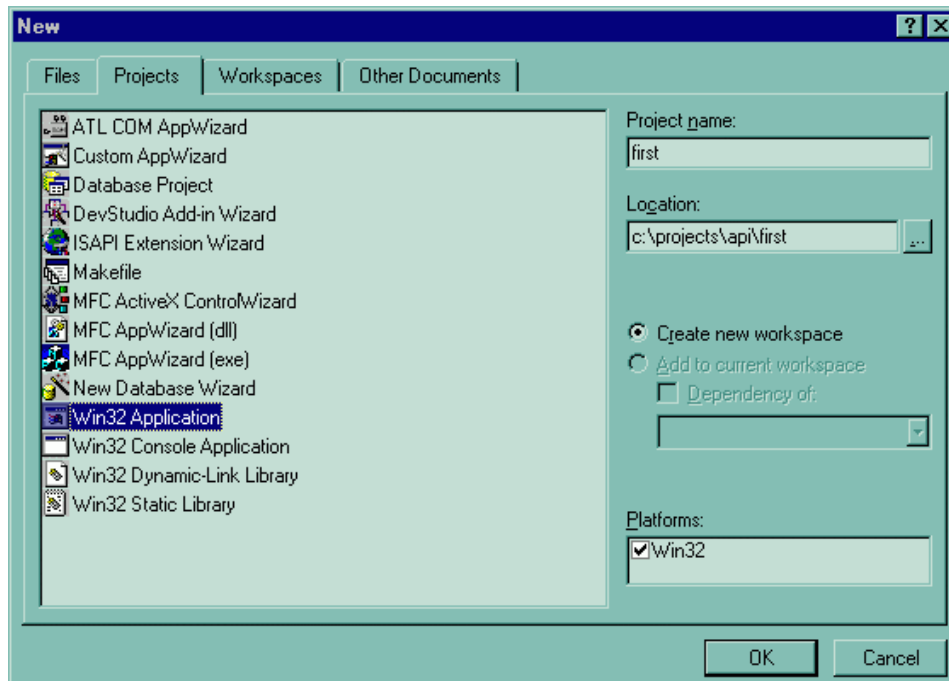 New
Files Projects Workspaces Other Documents
ATL COM AppWizard
Custom AppWizard
Database Project
DevStudio Add-in Wizard
ISAPI Extension Wizard
Makefile
MFC ActiveX ControlWizard
MFC AppWizard (dll)
MFC AppWizard (exe)
New Database Wizard
Win32 Application
Win32 Console Application
Win32 Dynamic-Link Library
Win32 Static Library
Project name:
first
Location:
c:\projects\api\first
...
Create new workspace
Add to current workspace
Dependency of:
Platforms:
Win32
OK Cancel